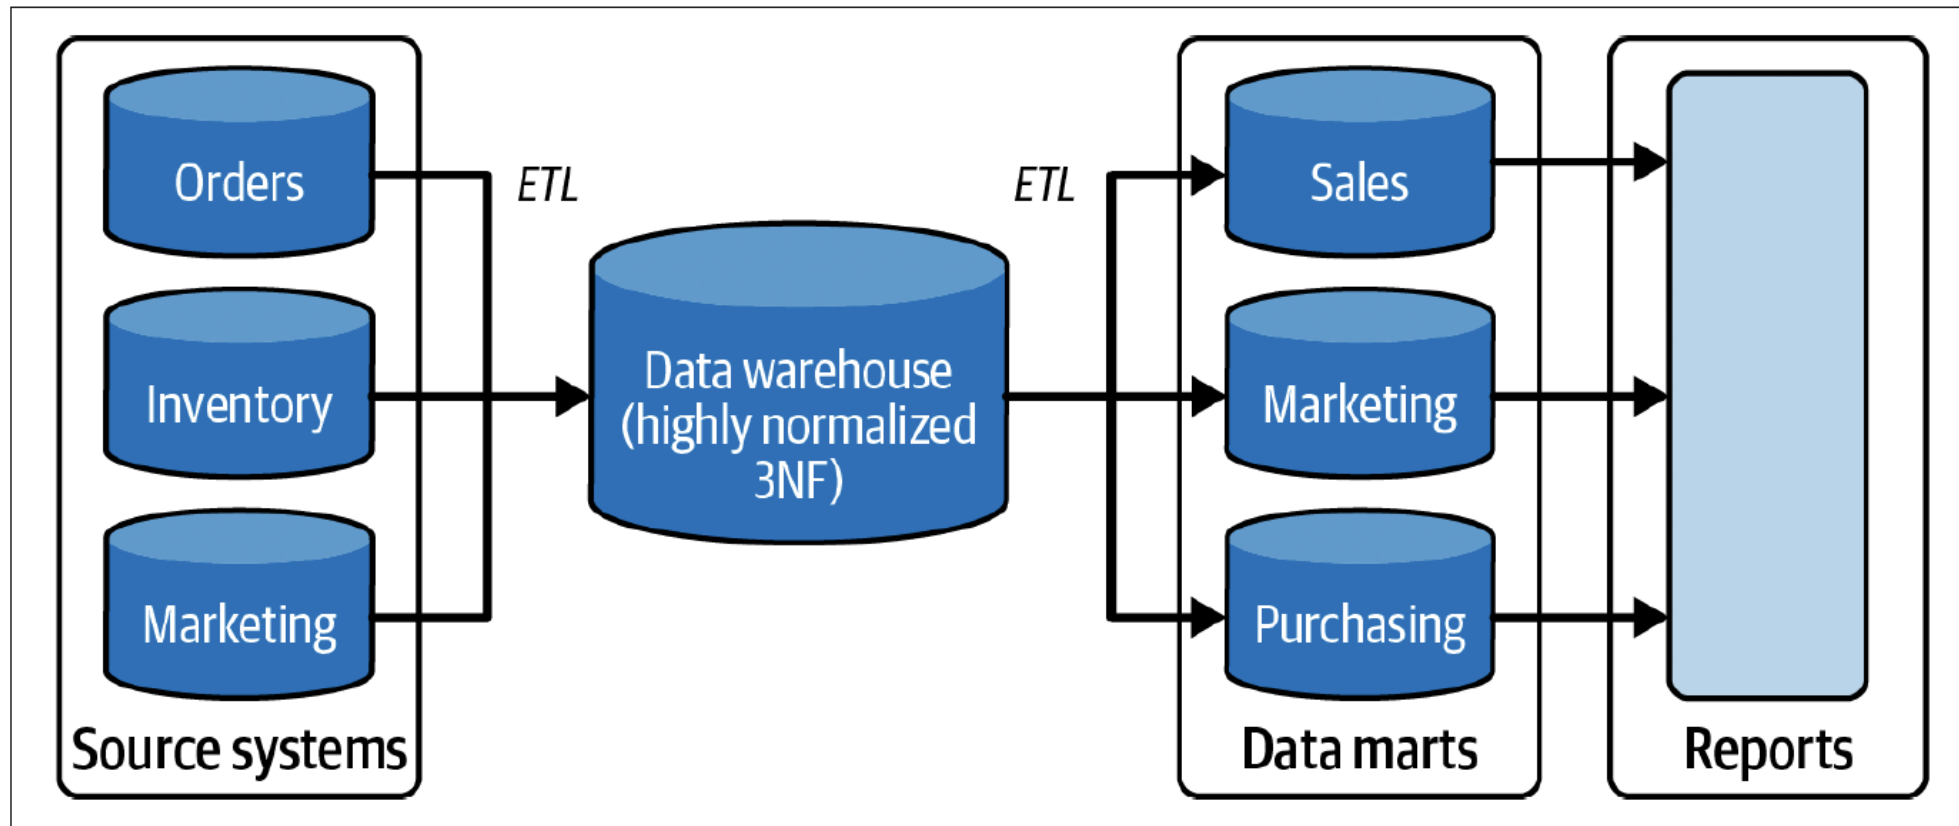 Orders
Inventory
Marketing
Source systems
ETL
Data warehouse
(highly normalized
3NF)
ETL
Sales
Marketing
Purchasing
Data marts
Reports